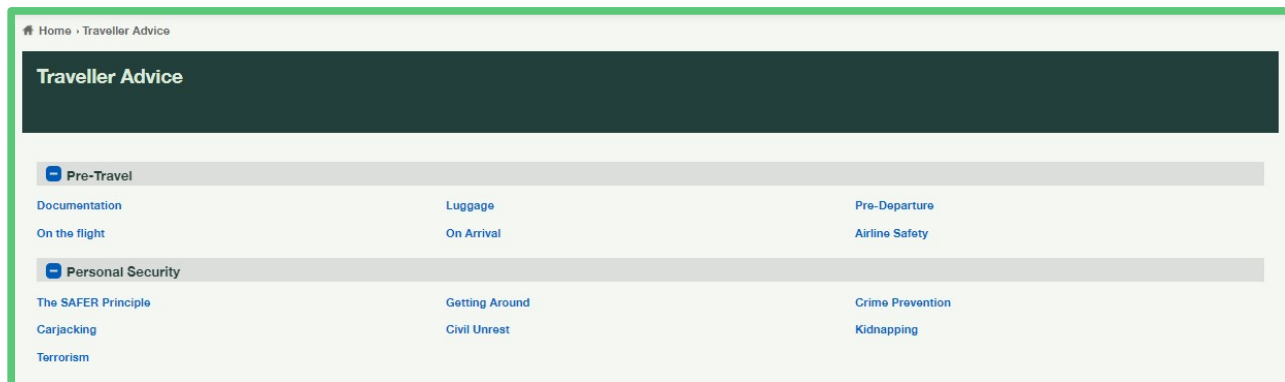 Home › Traveller Advice
Traveller Advice
Pre-Travel
Documentation Luggage Pre-Departure
On the flight On Arrival Airline Safety
Personal Security
The SAFER Principle Getting Around Crime Prevention
Carjacking Civil Unrest Kidnapping
Terrorism